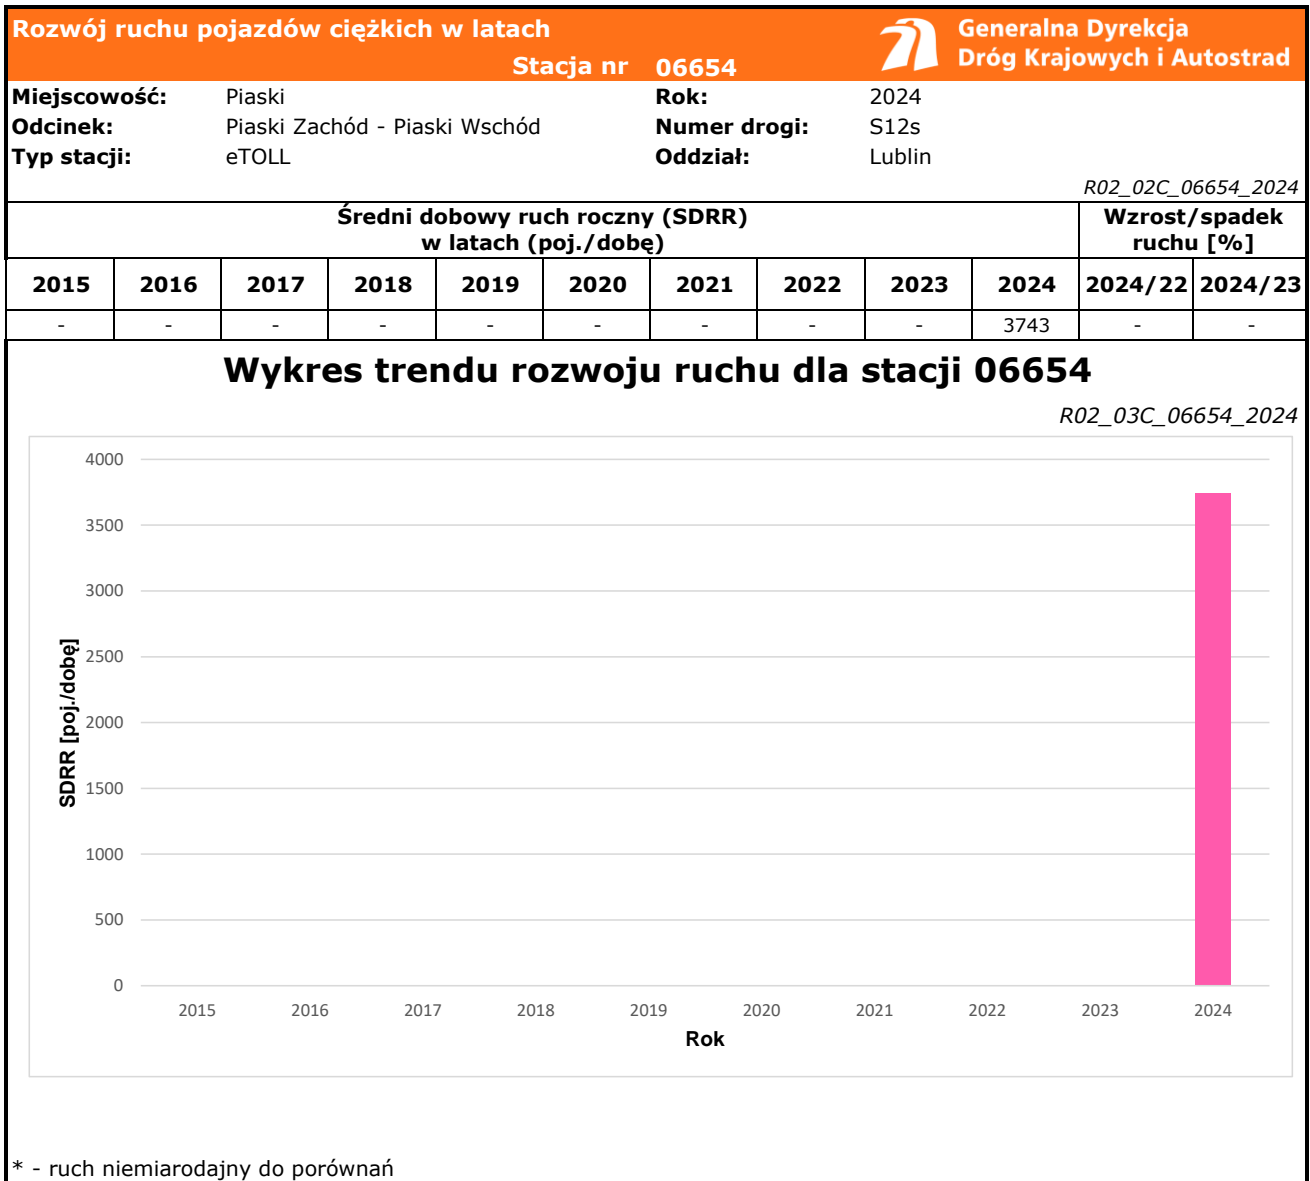 Rozwój ruchu pojazdów ciężkich w latach
Stacja nr 06654
Generalna Dyrekcja
Dróg Krajowych i Autostrad
Miejscowość: Piaski Rok: 2024
Odcinek: Piaski Zachód - Piaski Wschód Numer drogi: S12s
Typ stacji: eTOLL Oddział: Lublin
R02_02C_06654_2024
Średni dobowy ruch roczny (SDRR)
w latach (poj./dobę)
Wzrost/spadek
ruchu [%]
2015 2016 2017 2018 2019 2020 2021 2022 2023 2024 2024/22 2024/23
- - - - - - - - - 3743 - -
Wykres trendu rozwoju ruchu dla stacji 06654
R02_03C_06654_2024
4000
3500
3000
2500
2000
1500
1000
500
0
SDRR [poj./dobę]
2015 2016 2017 2018 2019 2020 2021 2022 2023 2024
Rok
* - ruch niemiarodajny do porównań